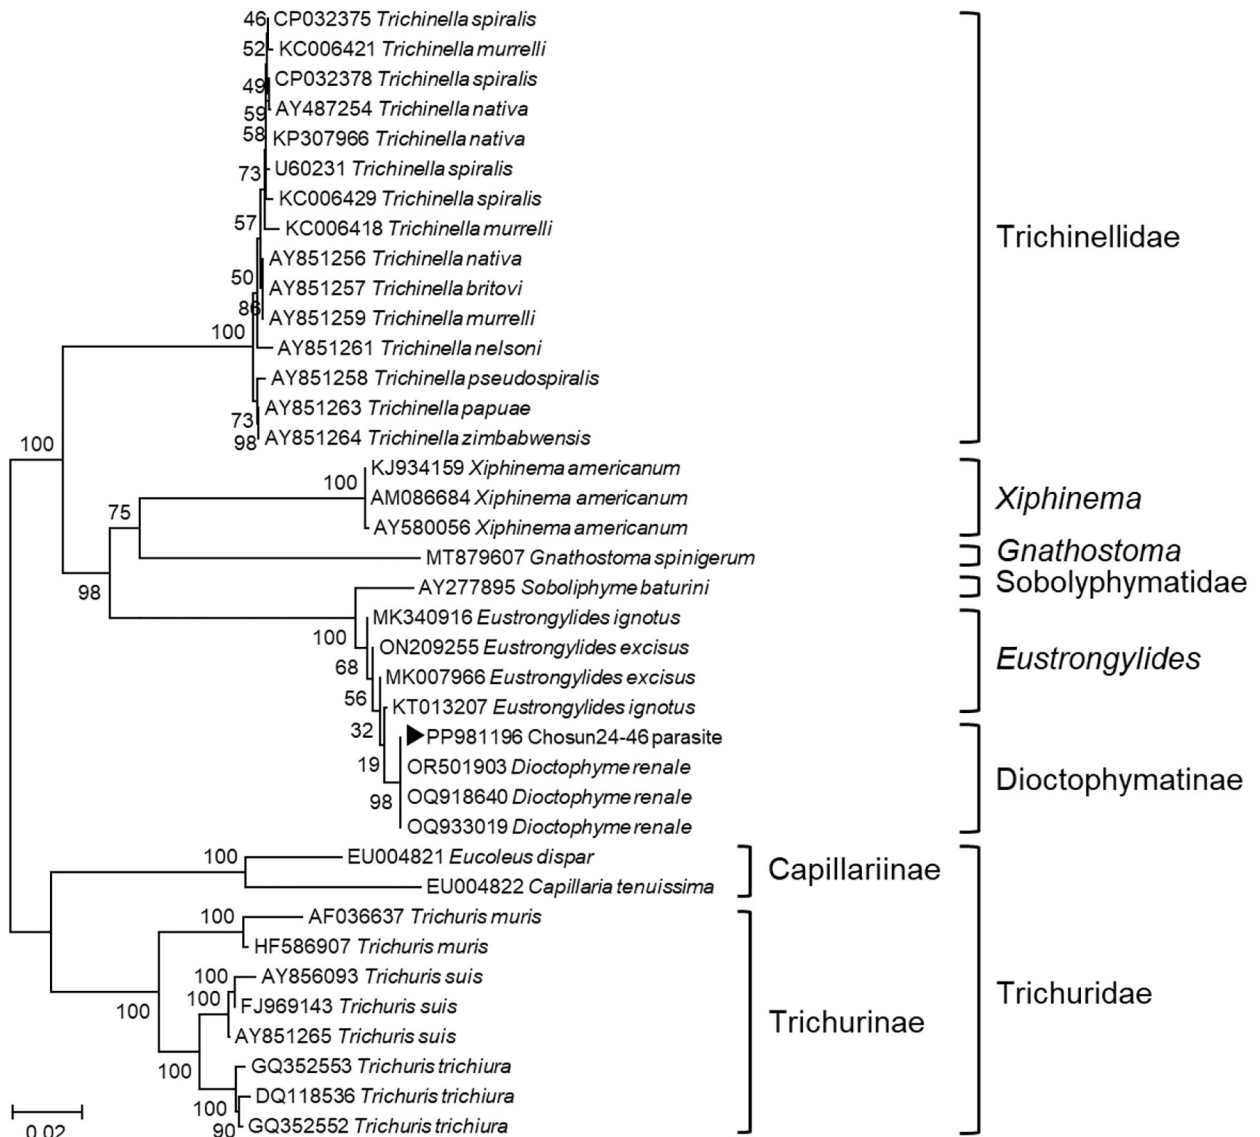 46 CP032375 Trichinella spiralis
52 KC006421 Trichinella murrelli
49 CP032378 Trichinella spiralis
59 AY487254 Trichinella nativa
58 KP307966 Trichinella nativa
73 U60231 Trichinella spiralis
KC006429 Trichinella spiralis
57 KC006418 Trichinella murrelli
Trichinellidae
AY851256 Trichinella nativa
50 AY851257 Trichinella britovi
86 AY851259 Trichinella murrelli
100 AY851261 Trichinella nelsoni
AY851258 Trichinella pseudospiralis
73 AY851263 Trichinella papuae
98 AY851264 Trichinella zimbabwensis
100
KJ934159 Xiphinema americanum
100 AM086684 Xiphinema americanum
Xiphinema
75 AY580056 Xiphinema americanum
MT879607 Gnathostoma spinigerum
Gnathostoma
98 AY277895 Soboliphyme baturini
Sobolyphymatidae
MK340916 Eustrongylides ignotus
100 ON209255 Eustrongylides excisus
Eustrongylides
68 MK007966 Eustrongylides excisus
56 KT013207 Eustrongylides ignotus
32 PP981196 Chosun24-46 parasite
19 OR501903 Dioctophyme renale
Dioctophymatinae
98 OQ918640 Dioctophyme renale
OQ933019 Dioctophyme renale
100 EU004821 Eucoleus dispar
Capillariinae
EU004822 Capillaria tenuissima
100 AF036637 Trichuris muris
HF586907 Trichuris muris
100 AY856093 Trichuris suis
100 FJ969143 Trichuris suis
Trichuridae
100 AY851265 Trichuris suis
Trichurinae
100 GQ352553 Trichuris trichiura
100 DQ118536 Trichuris trichiura
90 GQ352552 Trichuris trichiura
0.02